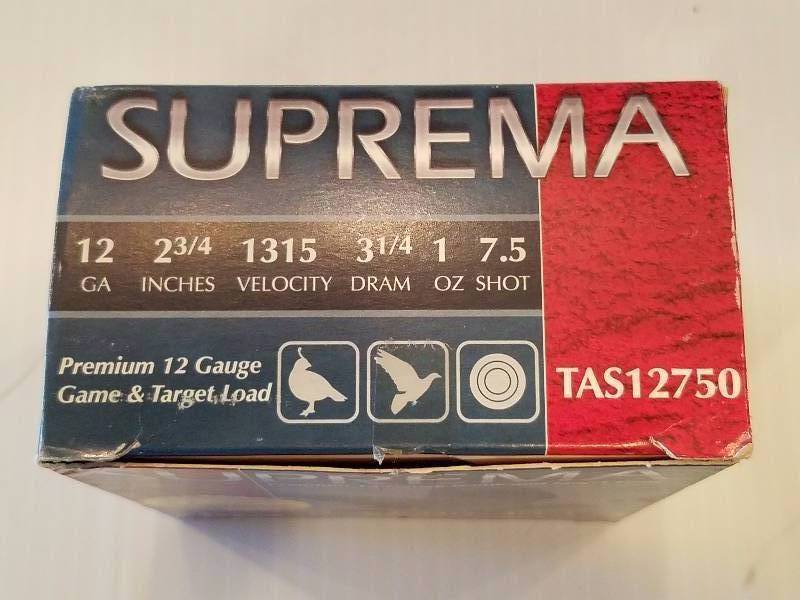 SUPREMA
12 2 3/4 1315 3 1/4 1 7.5
GA INCHES VELOCITY DRAM OZ SHOT
Premium 12 Gauge
Game & Target Load
TAS12750
SUPREMA